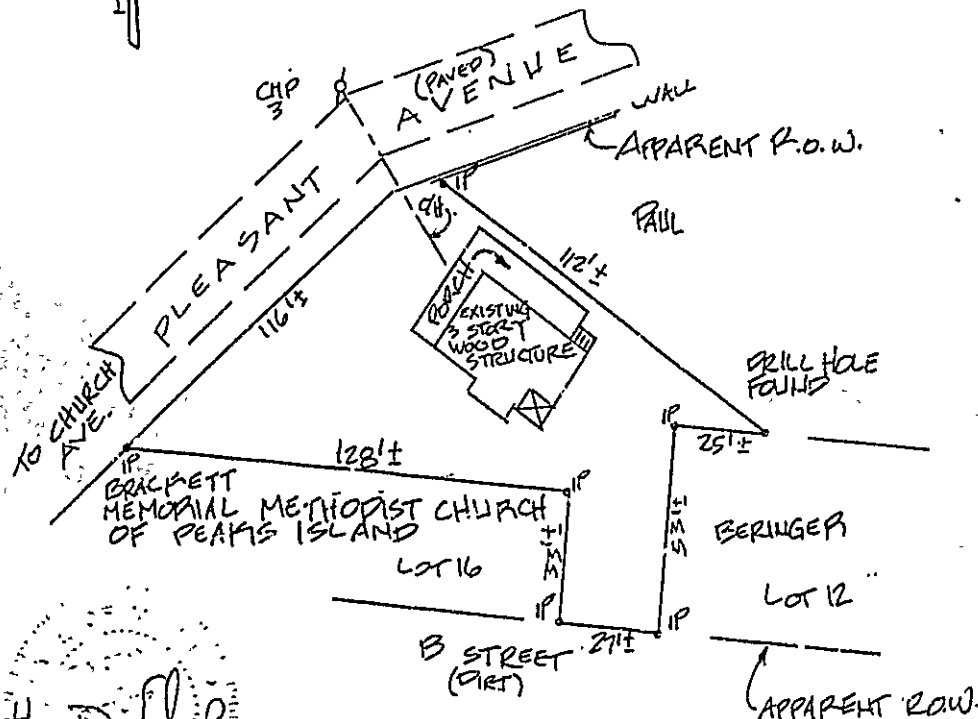 CHP
3
(PAVED)
AVENUE
WALL
APPARENT R.O.W.
IP
PAUL
PLEASANT
O/H
112'±
116'±
PORCH
EXISTING
3 STORY
WOOD
STRUCTURE
DRILL HOLE
FOUND
25'±
TO CHURCH
AVE.
IP
128'±
IP
BRACKETT
MEMORIAL METHODIST CHURCH
OF PEAKS ISLAND
LOT 16
BERINGER
LOT 12
IP
IP
27'±
B STREET
(DIRT)
APPARENT R.O.W.